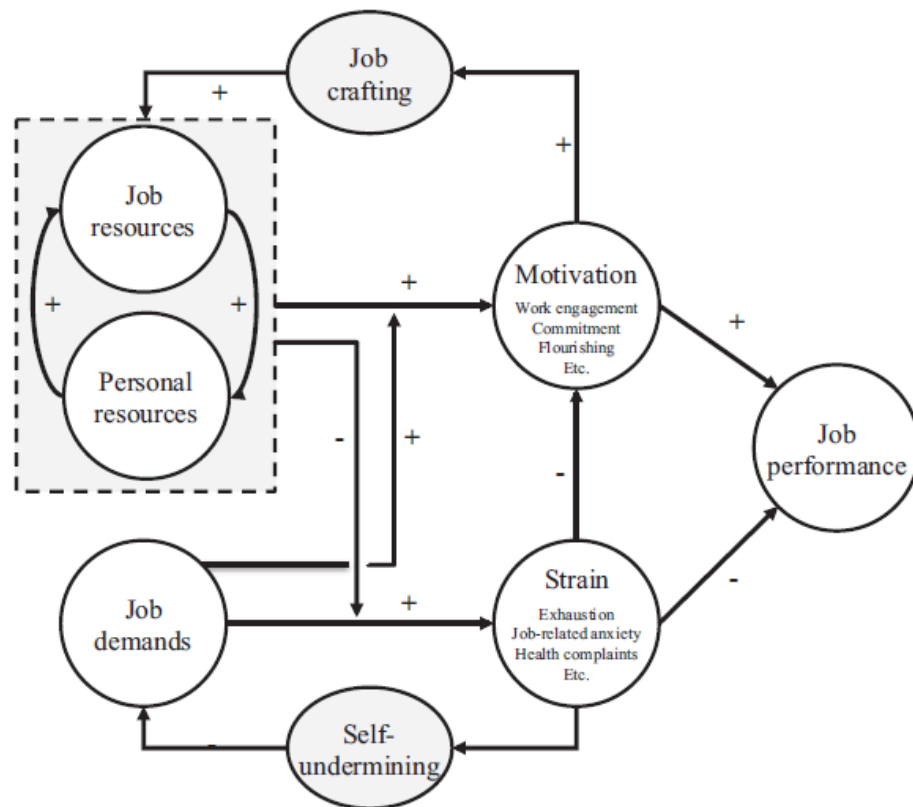 Job
crafting
+
+
Job
resources
+
+
Personal
resources
+
-
+
Motivation
Work engagement
Commitment
Flourishing
Etc.
+
Job
performance
-
-
Job
demands
+
Strain
Exhaustion
Job-related anxiety
Health complaints
Etc.
-
Self-
undermining